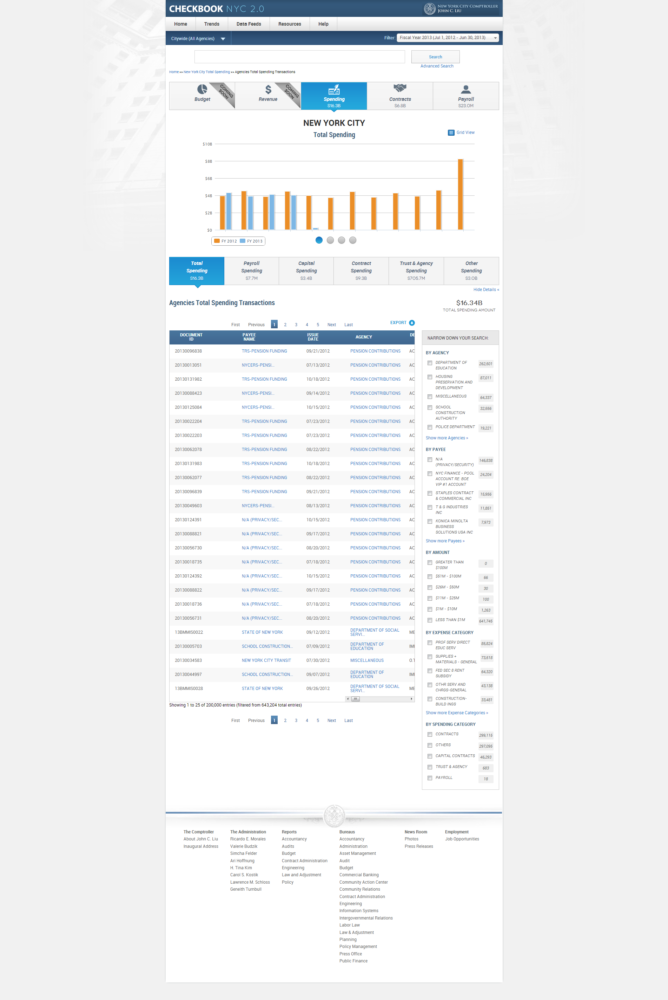 CHECKBOOK NYC 2.0
NEW YORK CITY COMPTROLLER
JOHN C. LIU
Home Trends Data Feeds Resources Help
Citywide (All Agencies)
Filter: Fiscal Year 2013 (Jul 1, 2012 - Jun 30, 2013)
Search
Advanced Search
Home >> New York City Total Spending >> Agencies Total Spending Transactions
Budget
COMING SOON
Revenue
COMING SOON
Spending
$16.3B
Contracts
$6.8B
Payroll
$23.0M
NEW YORK CITY
Total Spending
Grid View
$10B
$8B
$6B
$4B
$2B
$0
FY 2012 FY 2013
Total Spending
$16.3B
Payroll Spending
$7.7M
Capital Spending
$3.4B
Contract Spending
$9.3B
Trust & Agency Spending
$705.7M
Other Spending
$3.0B
Hide Details «
Agencies Total Spending Transactions
$16.34B
TOTAL SPENDING AMOUNT
First Previous 1 2 3 4 5 Next Last
EXPORT
DOCUMENT ID PAYEE NAME ISSUE DATE AGENCY DE
20130096838 TRS-PENSION FUNDING 09/21/2012 PENSION CONTRIBUTIONS AC
20130013051 NYCERS-PENSI... 07/13/2012 PENSION CONTRIBUTIONS AC
20130131982 TRS-PENSION FUNDING 10/18/2012 PENSION CONTRIBUTIONS AC
20130088423 NYCERS-PENSI... 09/14/2012 PENSION CONTRIBUTIONS AC
20130125084 NYCERS-PENSI... 10/15/2012 PENSION CONTRIBUTIONS AC
20130022204 TRS-PENSION FUNDING 07/23/2012 PENSION CONTRIBUTIONS AC
20130022203 TRS-PENSION FUNDING 07/23/2012 PENSION CONTRIBUTIONS AC
20130062078 TRS-PENSION FUNDING 08/22/2012 PENSION CONTRIBUTIONS AC
20130131983 TRS-PENSION FUNDING 10/18/2012 PENSION CONTRIBUTIONS AC
20130062077 TRS-PENSION FUNDING 08/22/2012 PENSION CONTRIBUTIONS AC
20130096839 TRS-PENSION FUNDING 09/21/2012 PENSION CONTRIBUTIONS AC
20130049603 NYCERS-PENSI... 08/13/2012 PENSION CONTRIBUTIONS AC
20130124391 N/A (PRIVACY/SEC... 10/15/2012 PENSION CONTRIBUTIONS AC
20130088821 N/A (PRIVACY/SEC... 09/17/2012 PENSION CONTRIBUTIONS AC
20130056730 N/A (PRIVACY/SEC... 08/20/2012 PENSION CONTRIBUTIONS AC
20130018735 N/A (PRIVACY/SEC... 07/18/2012 PENSION CONTRIBUTIONS AC
20130124392 N/A (PRIVACY/SEC... 10/15/2012 PENSION CONTRIBUTIONS AC
20130088822 N/A (PRIVACY/SEC... 09/17/2012 PENSION CONTRIBUTIONS AC
20130018736 N/A (PRIVACY/SEC... 07/18/2012 PENSION CONTRIBUTIONS AC
20130056731 N/A (PRIVACY/SEC... 08/20/2012 PENSION CONTRIBUTIONS AC
13BMMIS0022 STATE OF NEW YORK 09/12/2012 DEPARTMENT OF SOCIAL SERVI... ME
20130005703 SCHOOL CONSTRUCTION... 07/09/2012 DEPARTMENT OF EDUCATION IMI
20130034583 NEW YORK CITY TRANSIT 07/30/2012 MISCELLANEOUS O.T
20130044997 SCHOOL CONSTRUCTION... 09/07/2012 DEPARTMENT OF EDUCATION IMI
13BMMIS0028 STATE OF NEW YORK 09/26/2012 DEPARTMENT OF SOCIAL SERVI... ME
Showing 1 to 25 of 200,000 entries (filtered from 643,204 total entries)
First Previous 1 2 3 4 5 Next Last
NARROW DOWN YOUR SEARCH:
BY AGENCY
DEPARTMENT OF EDUCATION 262,601
HOUSING PRESERVATION AND DEVELOPMENT 87,011
MISCELLANEOUS 64,337
SCHOOL CONSTRUCTION AUTHORITY 32,556
POLICE DEPARTMENT 19,221
Show more Agencies »
BY PAYEE
N/A (PRIVACY/SECURITY) 146,838
NYC FINANCE - POOL ACCOUNT RE: BOE VIP #1 ACCOUNT 24,204
STAPLES CONTRACT & COMMERCIAL INC 15,956
T & G INDUSTRIES INC 11,851
KONICA MINOLTA BUSINESS SOLUTIONS USA INC 7,973
Show more Payees »
BY AMOUNT
GREATER THAN $100M 0
$51M - $100M 66
$26M - $50M 30
$11M - $25M 100
$1M - $10M 1,263
LESS THAN $1M 641,745
BY EXPENSE CATEGORY
PROF SERV DIRECT EDUC SERV 85,824
SUPPLIES + MATERIALS - GENERAL 73,518
FED SEC 8 RENT SUBSIDY 64,320
OTHR SERV AND CHRGS-GENERAL 43,138
CONSTRUCTION-BUILD INGS 33,481
Show more Expense Categories »
BY SPENDING CATEGORY
CONTRACTS 299,115
OTHERS 297,095
CAPITAL CONTRACTS 46,293
TRUST & AGENCY 683
PAYROLL 18
The Comptroller
About John C. Liu
Inaugural Address
The Administration
Ricardo E. Morales
Valerie Budzik
Simcha Felder
Ari Hoffnung
H. Tina Kim
Carol S. Kostik
Lawrence M. Schloss
Geneith Turnbull
Reports
Accountancy
Audits
Budget
Contract Administration
Engineering
Law and Adjustment
Policy
Bureaus
Accountancy
Administration
Asset Management
Audit
Budget
Commercial Banking
Community Action Center
Community Relations
Contract Administration
Engineering
Information Systems
Intergovernmental Relations
Labor Law
Law & Adjustment
Planning
Policy Management
Press Office
Public Finance
News Room
Photos
Press Releases
Employment
Job Opportunities